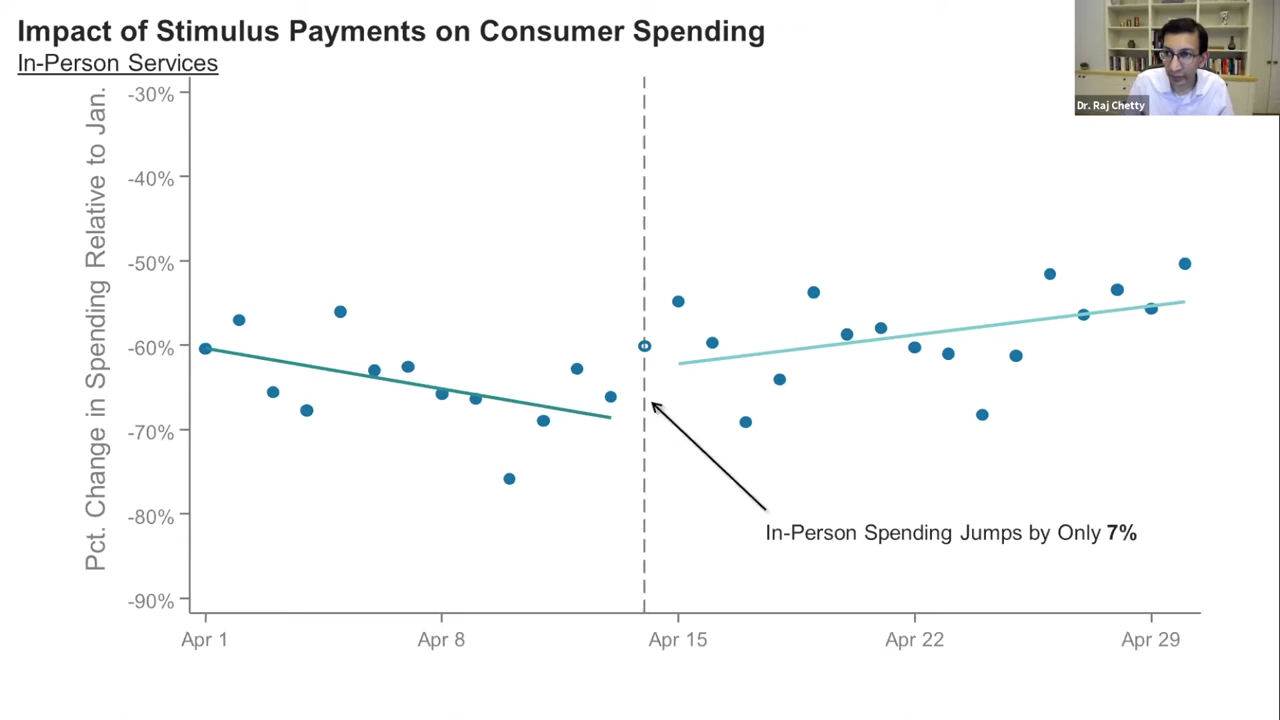 Impact of Stimulus Payments on Consumer Spending
In-Person Services
Dr. Raj Chetty
Pct. Change in Spending Relative to Jan.
-30%
-40%
-50%
-60%
-70%
-80%
-90%
In-Person Spending Jumps by Only 7%
Apr 1
Apr 8
Apr 15
Apr 22
Apr 29